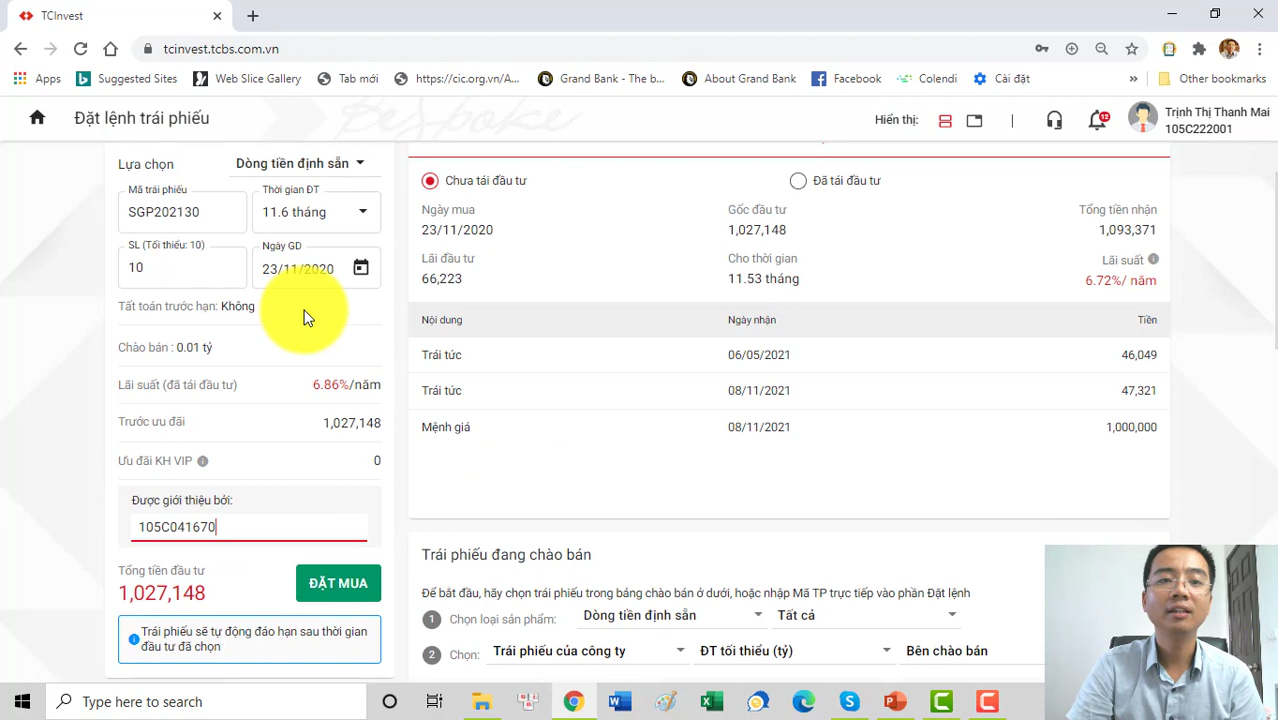 TCInvest
tcinvest.tcbs.com.vn
Apps
Suggested Sites
Web Slice Gallery
Tab mới
https://cic.org.vn/A...
Grand Bank - The b...
About Grand Bank
Facebook
Colendi
Cài đặt
»
Other bookmarks
Bespoke
Đặt lệnh trái phiếu
Hiển thị:
12
Trịnh Thị Thanh Mai
105C222001
Lựa chọn
Dòng tiền định sẵn
Mã trái phiếu
SGP202130
Thời gian ĐT
11.6 tháng
SL (Tối thiểu: 10)
10
Ngày GD
23/11/2020
Tất toán trước hạn: Không
Chào bán : 0.01 tỷ
Lãi suất (đã tái đầu tư)
6.86%/năm
Trước ưu đãi
1,027,148
Ưu đãi KH VIP
0
Được giới thiệu bởi:
105C041670
Tổng tiền đầu tư
1,027,148
ĐẶT MUA
Trái phiếu sẽ tự động đáo hạn sau thời gian
đầu tư đã chọn
Chưa tái đầu tư
Đã tái đầu tư
Ngày mua
23/11/2020
Gốc đầu tư
1,027,148
Tổng tiền nhận
1,093,371
Lãi đầu tư
66,223
Cho thời gian
11.53 tháng
Lãi suất
6.72%/ năm
Nội dung
Ngày nhận
Tiền
Trái tức
06/05/2021
46,049
Trái tức
08/11/2021
47,321
Mệnh giá
08/11/2021
1,000,000
Trái phiếu đang chào bán
Để bắt đầu, hãy chọn trái phiếu trong bảng chào bán ở dưới, hoặc nhập Mã TP trực tiếp vào phần Đặt lệnh
1 Chọn loại sản phẩm:
Dòng tiền định sẵn
Tất cả
2 Chọn:
Trái phiếu của công ty
ĐT tối thiểu (tỷ)
Bên chào bán
Type here to search